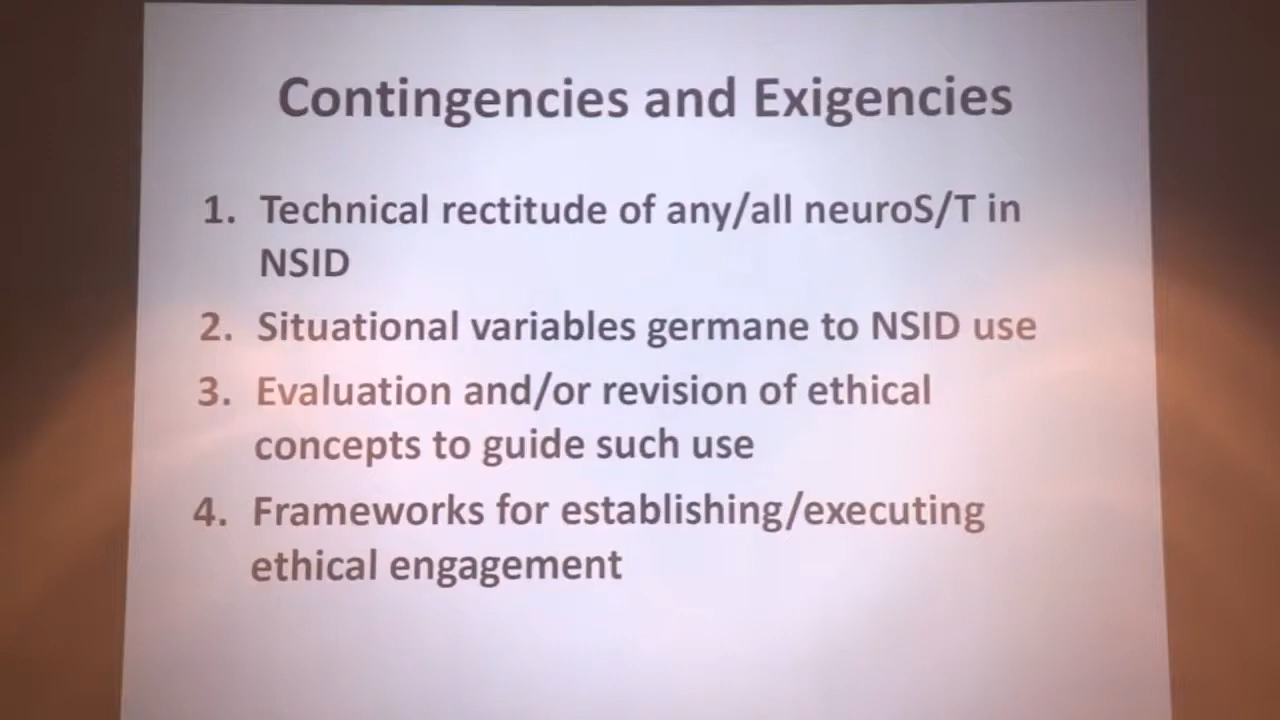 Contingencies and Exigencies
1. Technical rectitude of any/all neuroS/T in
NSID
2. Situational variables germane to NSID use
3. Evaluation and/or revision of ethical
concepts to guide such use
4. Frameworks for establishing/executing
ethical engagement